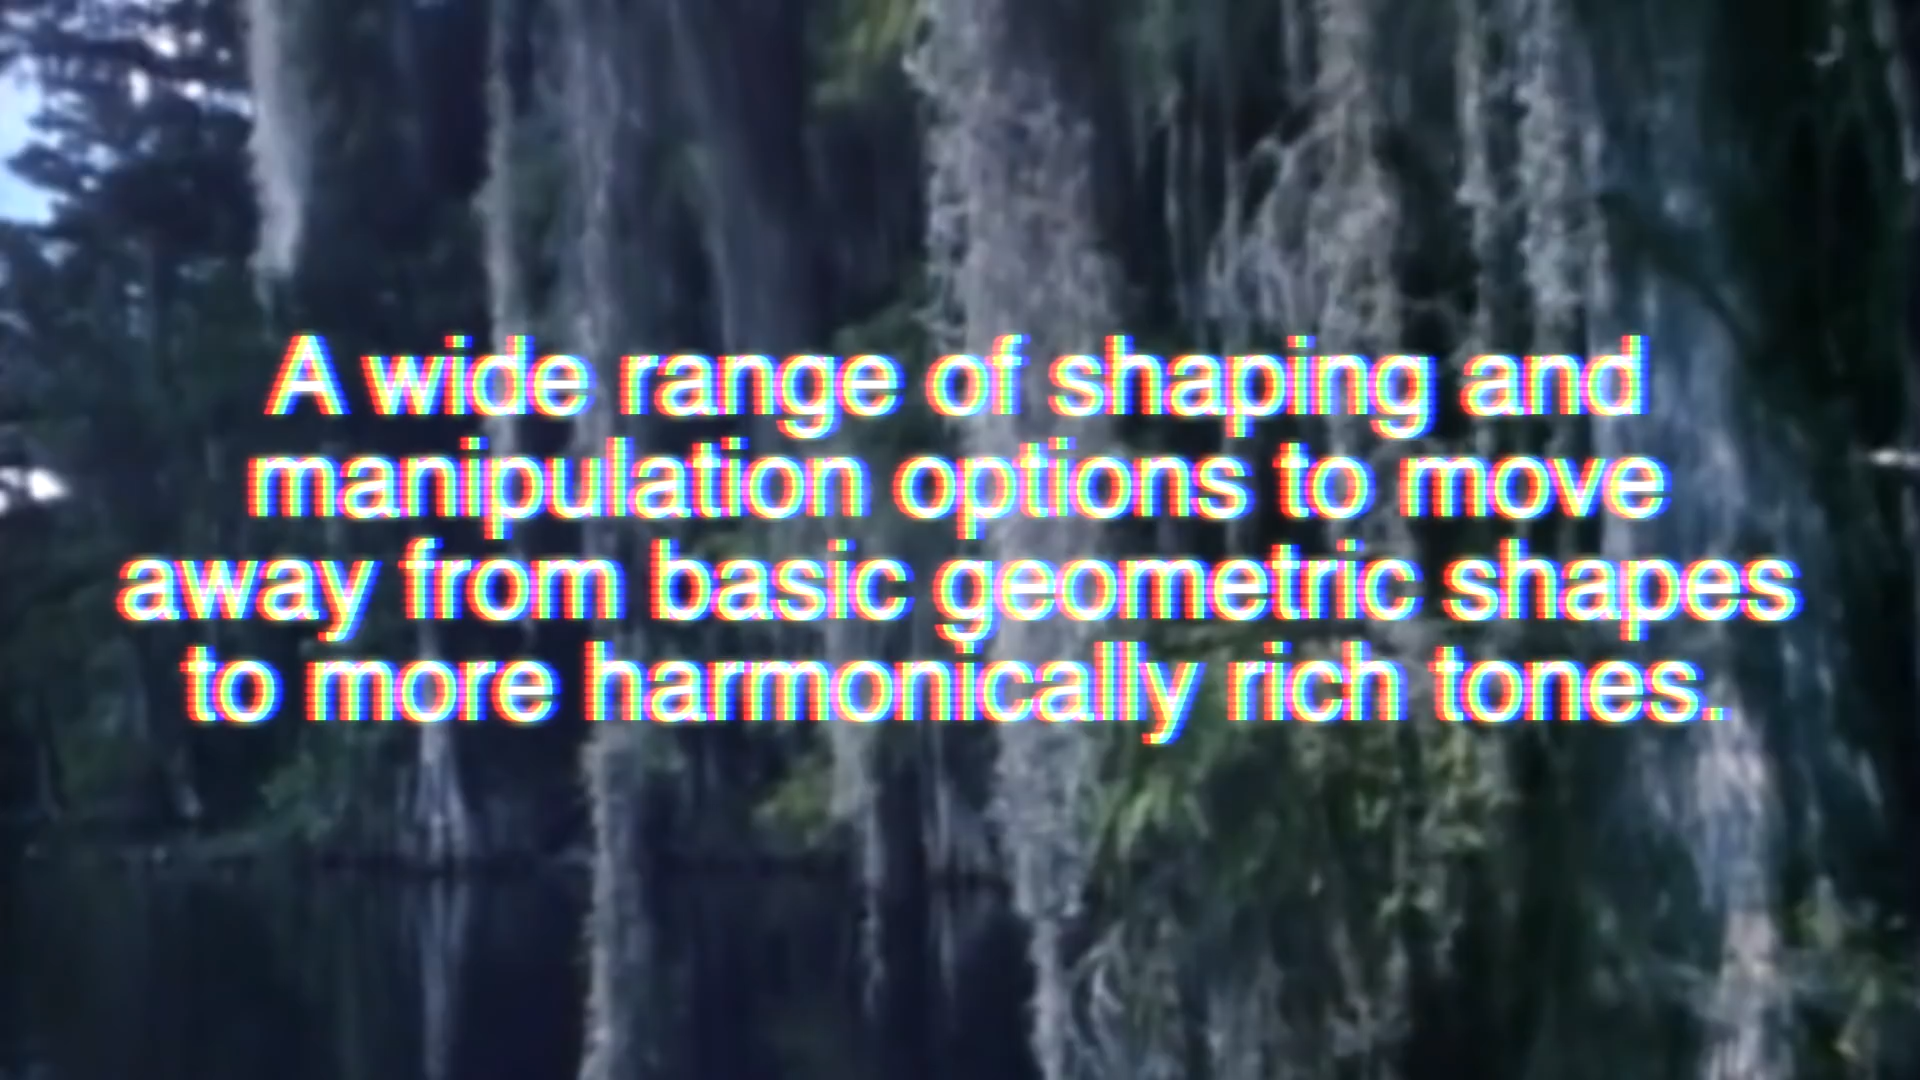 A wide range of shaping and
manipulation options to move
away from basic geometric shapes
to more harmonically rich tones.